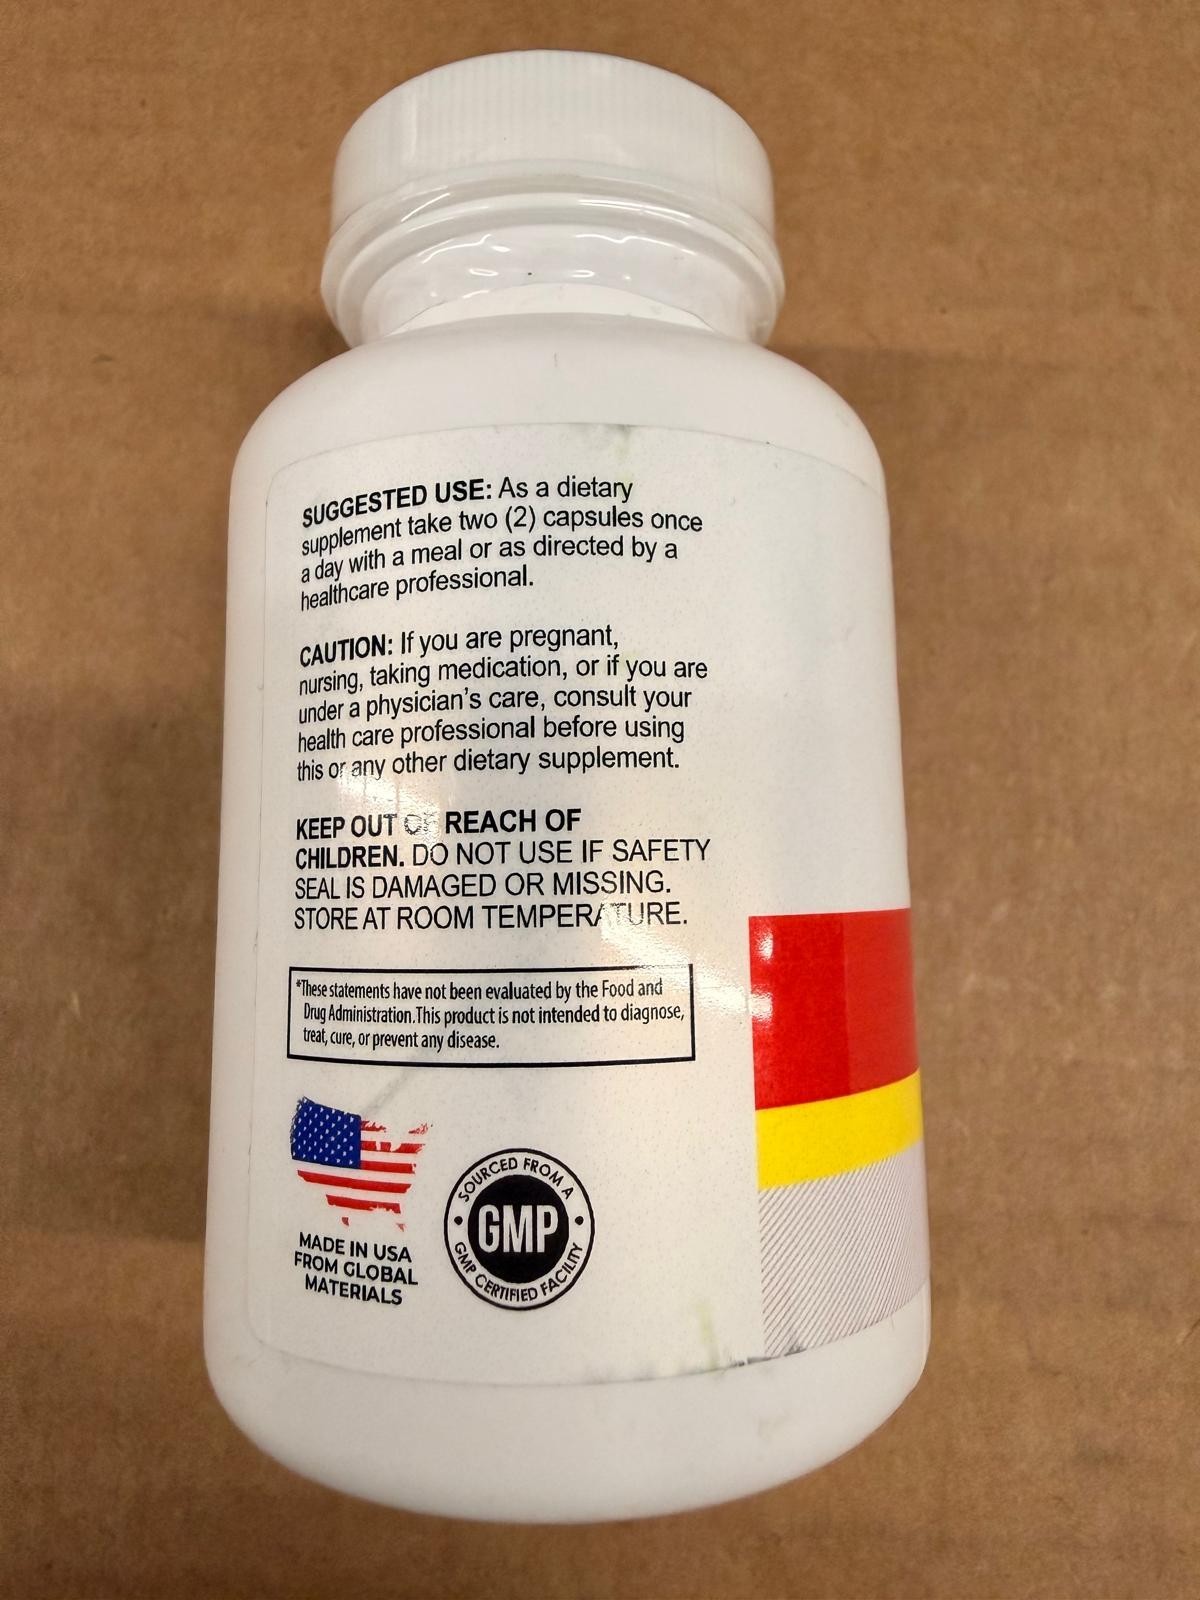 SUGGESTED USE: As a dietary
supplement take two (2) capsules once
a day with a meal or as directed by a
healthcare professional.
CAUTION: If you are pregnant,
nursing, taking medication, or if you are
under a physician's care, consult your
health care professional before using
this or any other dietary supplement.
KEEP OUT OF REACH OF
CHILDREN. DO NOT USE IF SAFETY
SEAL IS DAMAGED OR MISSING.
STORE AT ROOM TEMPERATURE.
*These statements have not been evaluated by the Food and
Drug Administration.This product is not intended to diagnose,
treat, cure, or prevent any disease.
MADE IN USA
FROM GLOBAL
MATERIALS
SOURCED FROM A
GMP
GMP CERTIFIED FACILITY